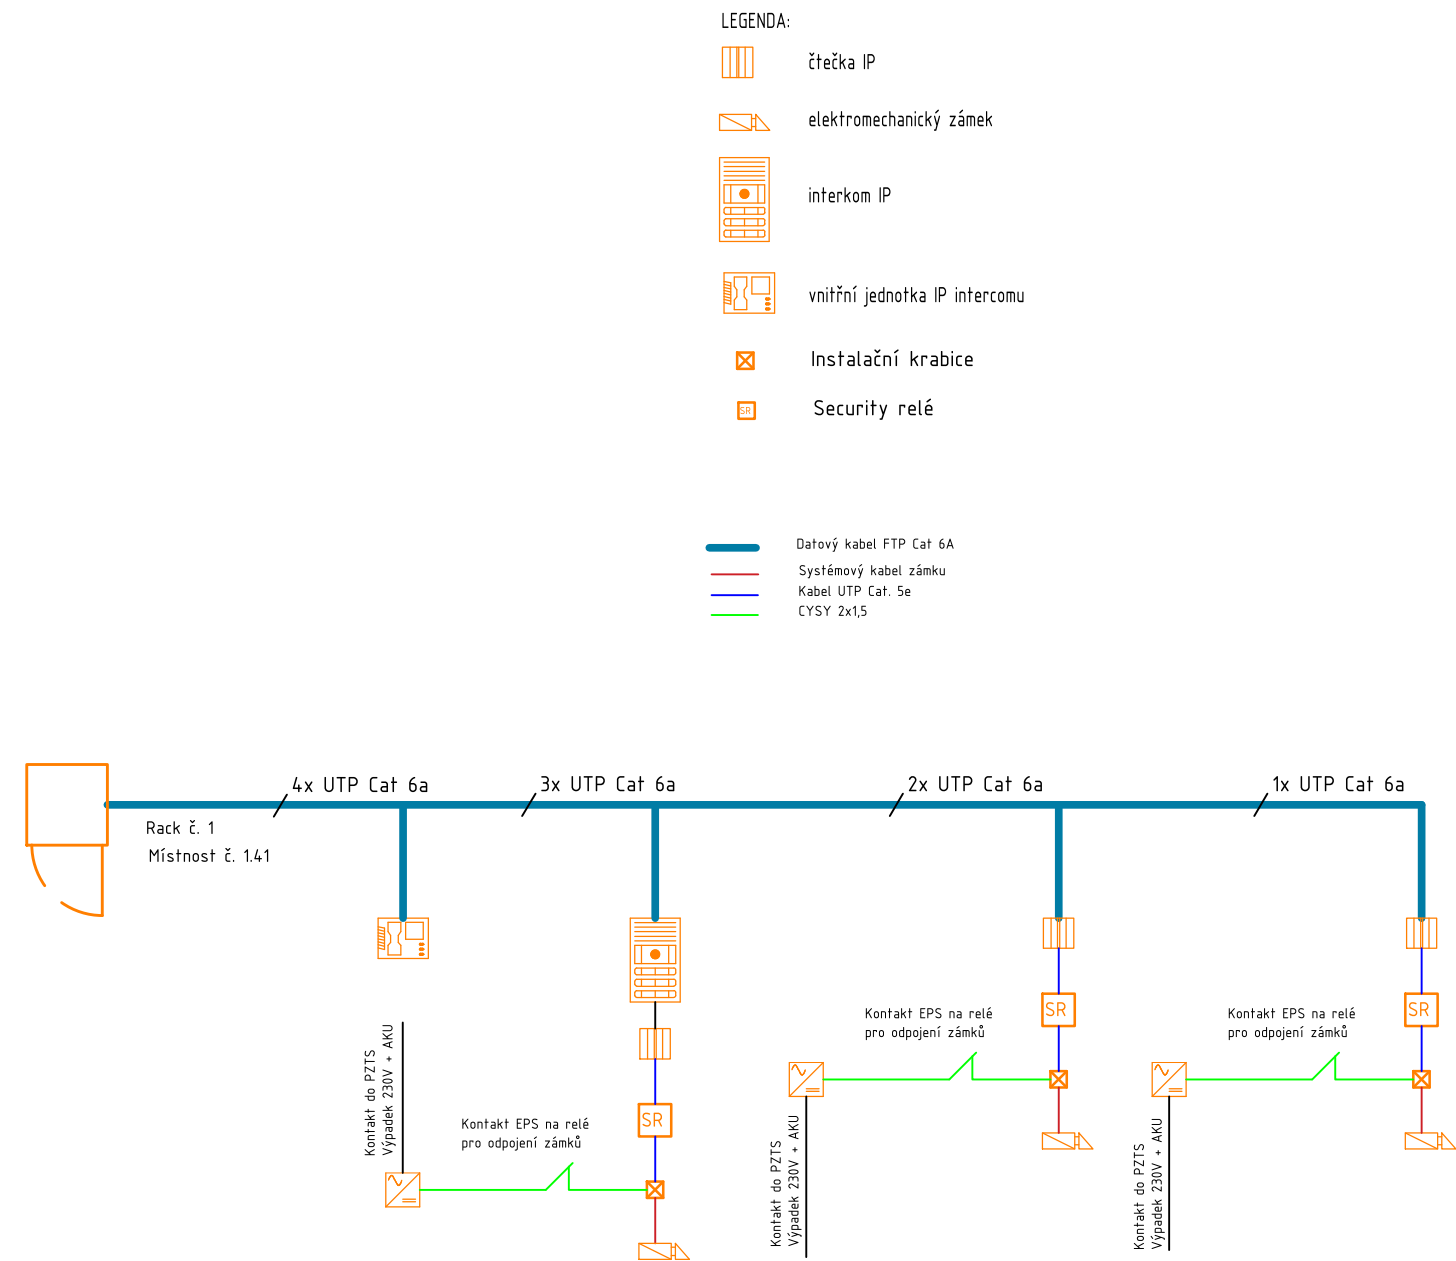 LEGENDA:
čtečka IP
elektromechanický zámek
interkom IP
vnitřní jednotka IP intercomu
Instalační krabice
SR
Security relé
Datový kabel FTP Cat 6A
Systémový kabel zámku
Kabel UTP Cat. 5e
CYSY 2x1,5
4x UTP Cat 6a
3x UTP Cat 6a
2x UTP Cat 6a
1x UTP Cat 6a
Rack č. 1
Místnost č. 1.41
Kontakt do PZTS
Výpadek 230V + AKU
Kontakt EPS na relé
pro odpojení zámků
SR
Kontakt EPS na relé
pro odpojení zámků
SR
Kontakt do PZTS
Výpadek 230V + AKU
Kontakt EPS na relé
pro odpojení zámků
SR
Kontakt do PZTS
Výpadek 230V + AKU